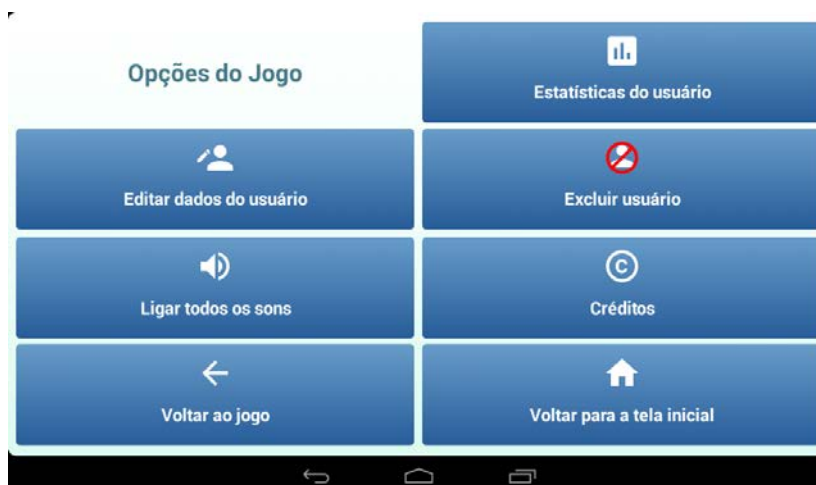 Opções do Jogo
Estatísticas do usuário
Editar dados do usuário
Excluir usuário
Ligar todos os sons
Créditos
Voltar ao jogo
Voltar para a tela inicial